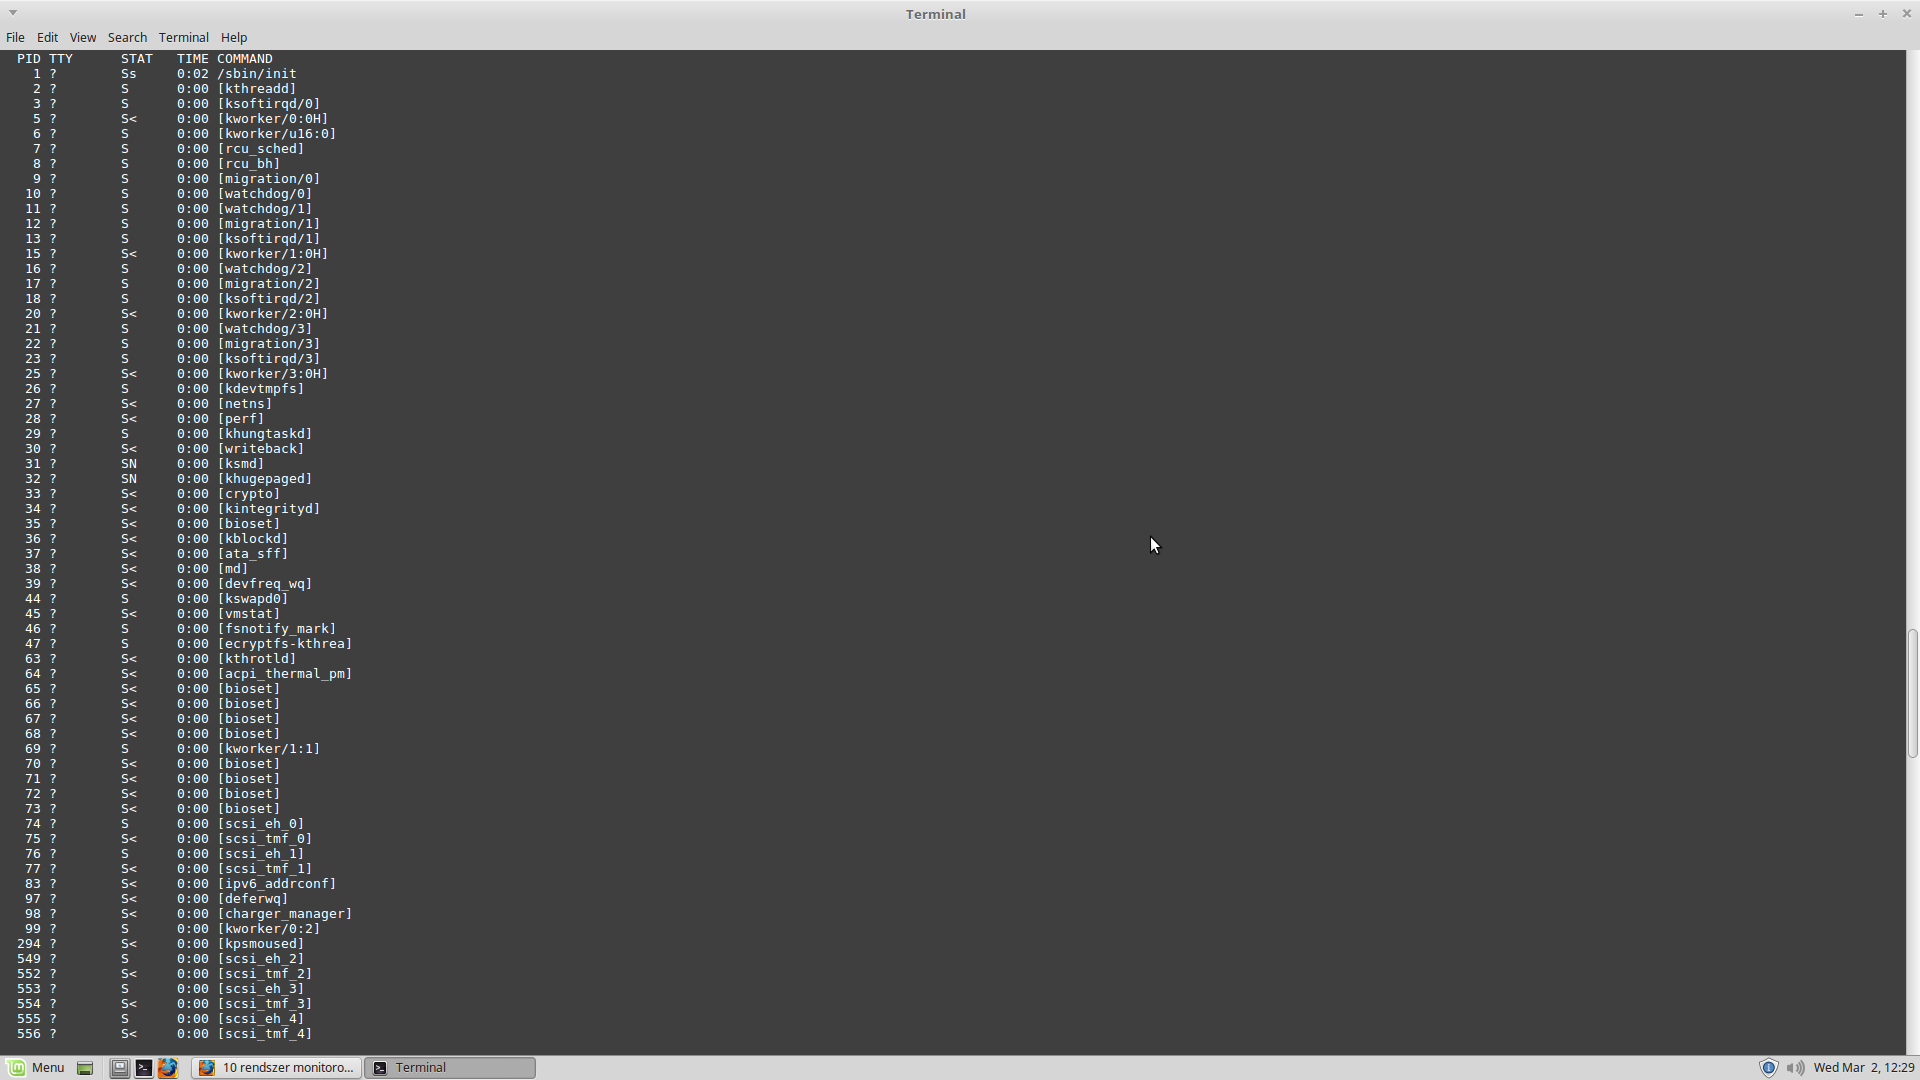 Terminal
File Edit View Search Terminal Help
  PID TTY      STAT   TIME COMMAND
    1 ?        Ss     0:02 /sbin/init
    2 ?        S      0:00 [kthreadd]
    3 ?        S      0:00 [ksoftirqd/0]
    5 ?        S<     0:00 [kworker/0:0H]
    6 ?        S      0:00 [kworker/u16:0]
    7 ?        S      0:00 [rcu_sched]
    8 ?        S      0:00 [rcu_bh]
    9 ?        S      0:00 [migration/0]
   10 ?        S      0:00 [watchdog/0]
   11 ?        S      0:00 [watchdog/1]
   12 ?        S      0:00 [migration/1]
   13 ?        S      0:00 [ksoftirqd/1]
   15 ?        S<     0:00 [kworker/1:0H]
   16 ?        S      0:00 [watchdog/2]
   17 ?        S      0:00 [migration/2]
   18 ?        S      0:00 [ksoftirqd/2]
   20 ?        S<     0:00 [kworker/2:0H]
   21 ?        S      0:00 [watchdog/3]
   22 ?        S      0:00 [migration/3]
   23 ?        S      0:00 [ksoftirqd/3]
   25 ?        S<     0:00 [kworker/3:0H]
   26 ?        S      0:00 [kdevtmpfs]
   27 ?        S<     0:00 [netns]
   28 ?        S<     0:00 [perf]
   29 ?        S      0:00 [khungtaskd]
   30 ?        S<     0:00 [writeback]
   31 ?        SN     0:00 [ksmd]
   32 ?        SN     0:00 [khugepaged]
   33 ?        S<     0:00 [crypto]
   34 ?        S<     0:00 [kintegrityd]
   35 ?        S<     0:00 [bioset]
   36 ?        S<     0:00 [kblockd]
   37 ?        S<     0:00 [ata_sff]
   38 ?        S<     0:00 [md]
   39 ?        S<     0:00 [devfreq_wq]
   44 ?        S      0:00 [kswapd0]
   45 ?        S<     0:00 [vmstat]
   46 ?        S      0:00 [fsnotify_mark]
   47 ?        S      0:00 [ecryptfs-kthrea]
   63 ?        S<     0:00 [kthrotld]
   64 ?        S<     0:00 [acpi_thermal_pm]
   65 ?        S<     0:00 [bioset]
   66 ?        S<     0:00 [bioset]
   67 ?        S<     0:00 [bioset]
   68 ?        S<     0:00 [bioset]
   69 ?        S      0:00 [kworker/1:1]
   70 ?        S<     0:00 [bioset]
   71 ?        S<     0:00 [bioset]
   72 ?        S<     0:00 [bioset]
   73 ?        S<     0:00 [bioset]
   74 ?        S      0:00 [scsi_eh_0]
   75 ?        S<     0:00 [scsi_tmf_0]
   76 ?        S      0:00 [scsi_eh_1]
   77 ?        S<     0:00 [scsi_tmf_1]
   83 ?        S<     0:00 [ipv6_addrconf]
   97 ?        S<     0:00 [deferwq]
   98 ?        S<     0:00 [charger_manager]
   99 ?        S      0:00 [kworker/0:2]
  294 ?        S<     0:00 [kpsmoused]
  549 ?        S      0:00 [scsi_eh_2]
  552 ?        S<     0:00 [scsi_tmf_2]
  553 ?        S      0:00 [scsi_eh_3]
  554 ?        S<     0:00 [scsi_tmf_3]
  555 ?        S      0:00 [scsi_eh_4]
  556 ?        S<     0:00 [scsi_tmf_4]
Menu 10 rendszer monitoro... Terminal Wed Mar 2, 12:29